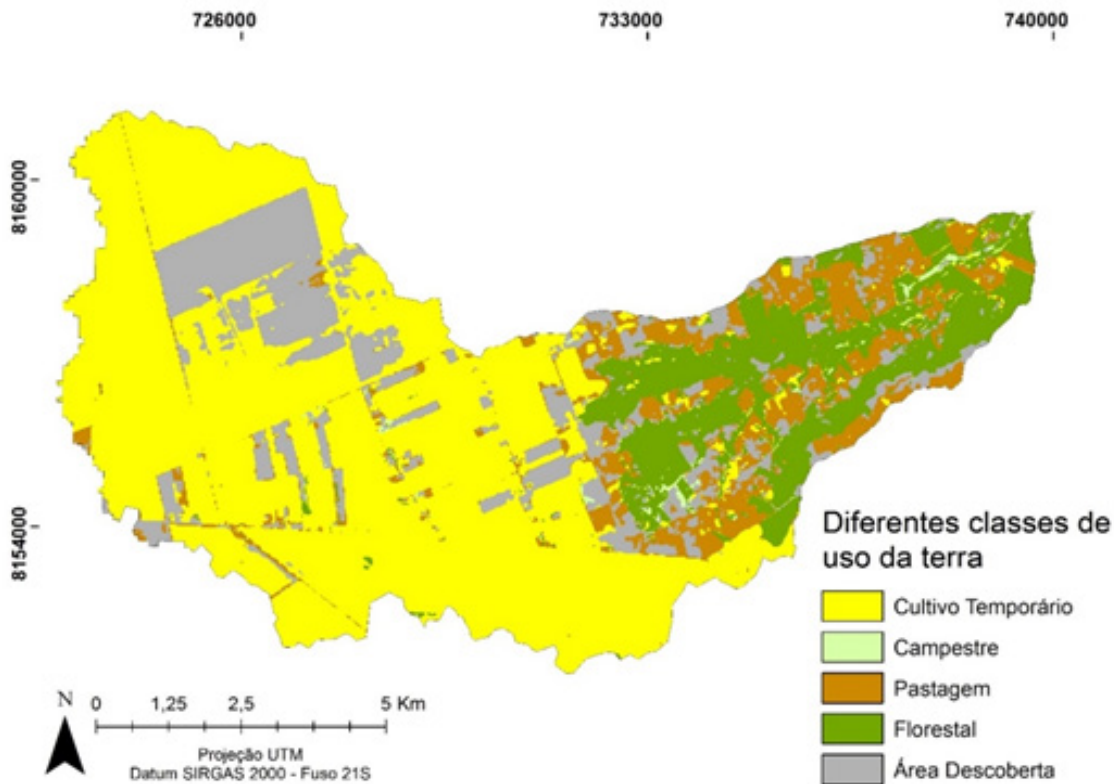 726000 733000 740000
8160000
8154000
Diferentes classes de
uso da terra
Cultivo Temporário
Campestre
Pastagem
Florestal
Área Descoberta
N 0 1,25 2,5 5 Km
Projeção UTM
Datum SIRGAS 2000 - Fuso 21S